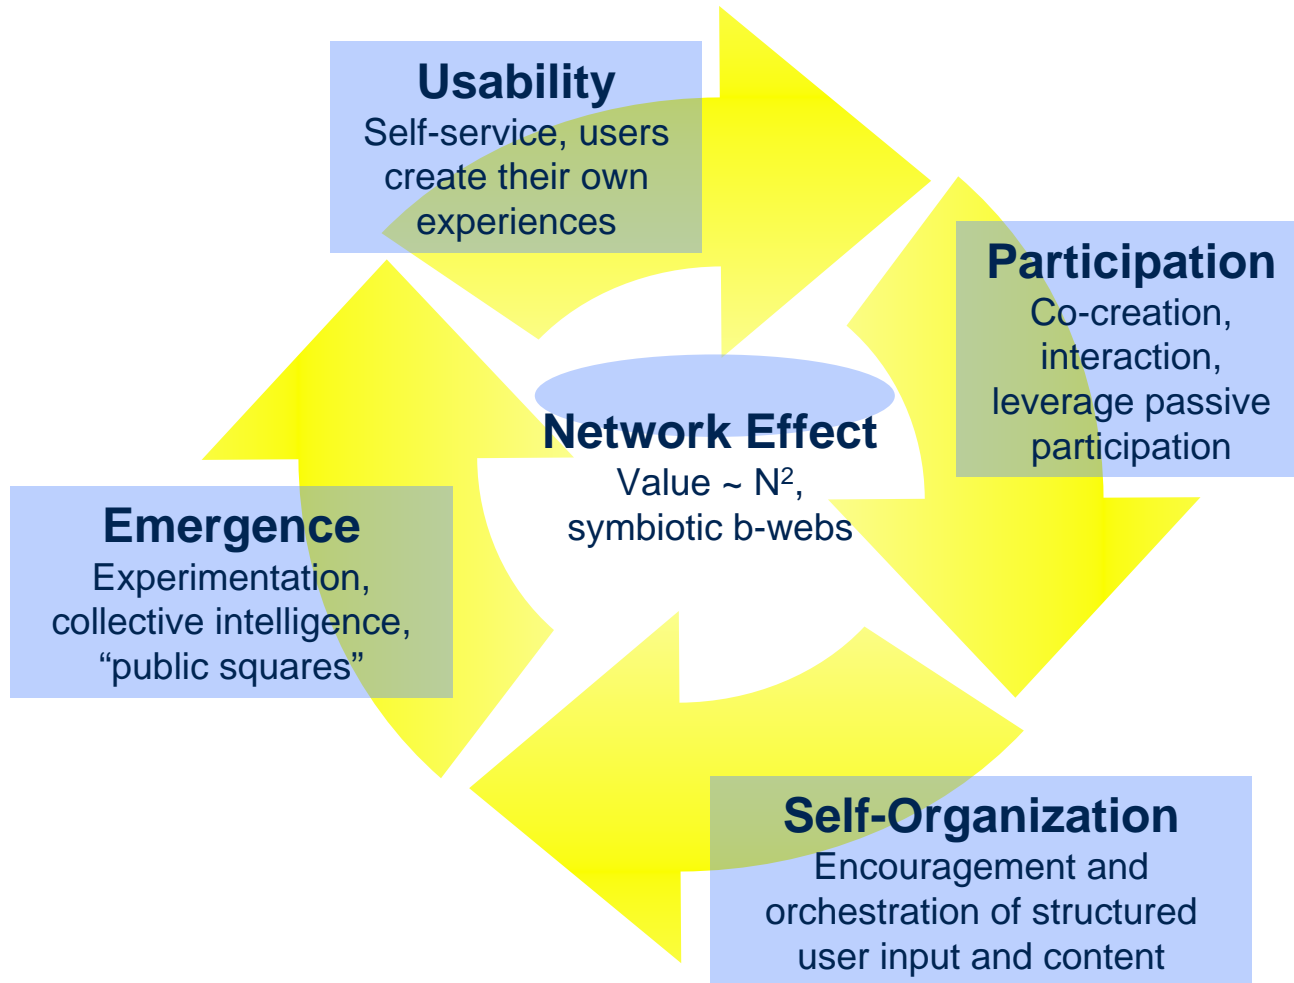 Usability
Self-service, users
create their own
experiences
Participation
Co-creation,
interaction,
leverage passive
participation
Network Effect
Value ~ N²,
symbiotic b-webs
Emergence
Experimentation,
collective intelligence,
“public squares”
Self-Organization
Encouragement and
orchestration of structured
user input and content